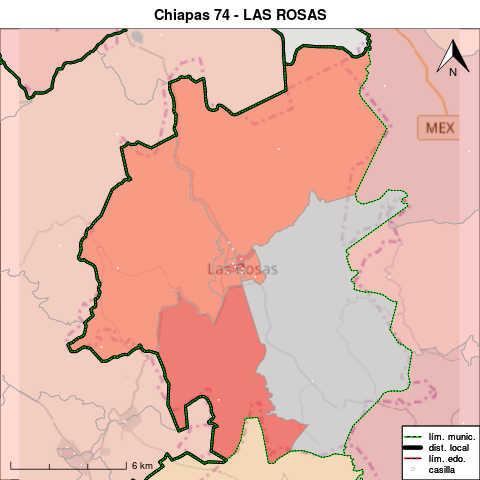 Chiapas 74 - LAS ROSAS
N
MEX
Las Rosas
lím. munic.
dist. local
lím. edo.
casilla
6 km